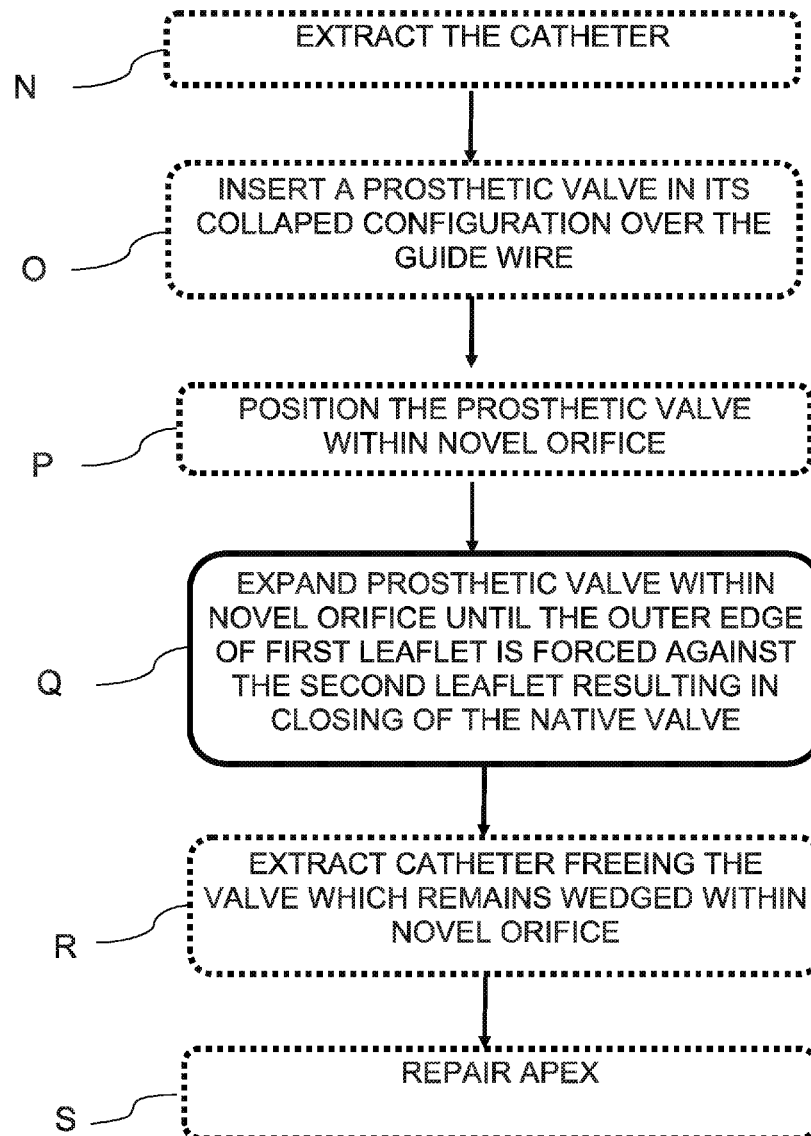 EXTRACT THE CATHETER
N
INSERT A PROSTHETIC VALVE IN ITS
COLLAPED CONFIGURATION OVER THE
GUIDE WIRE
O
POSITION THE PROSTHETIC VALVE
WITHIN NOVEL ORIFICE
P
EXPAND PROSTHETIC VALVE WITHIN
NOVEL ORIFICE UNTIL THE OUTER EDGE
OF FIRST LEAFLET IS FORCED AGAINST
THE SECOND LEAFLET RESULTING IN
CLOSING OF THE NATIVE VALVE
Q
EXTRACT CATHETER FREEING THE
VALVE WHICH REMAINS WEDGED WITHIN
NOVEL ORIFICE
R
REPAIR APEX
S